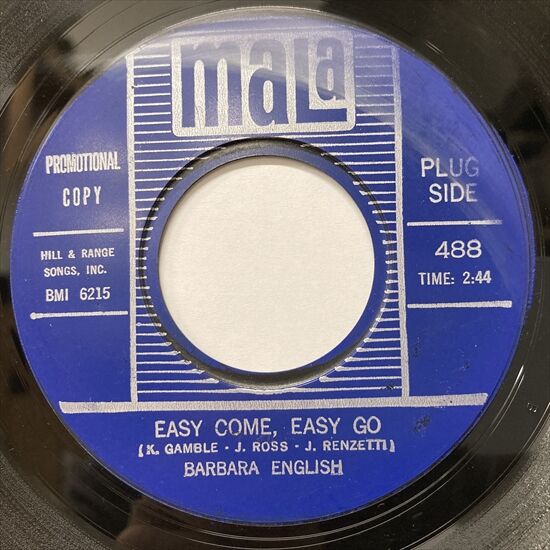 mala
PROMOTIONAL
COPY
PLUG
SIDE
HILL & RANGE
SONGS, INC.
BMI 6215
488
TIME: 2:44
EASY COME, EASY GO
(K. GAMBLE - J. ROSS - J. RENZETTI)
BARBARA ENGLISH